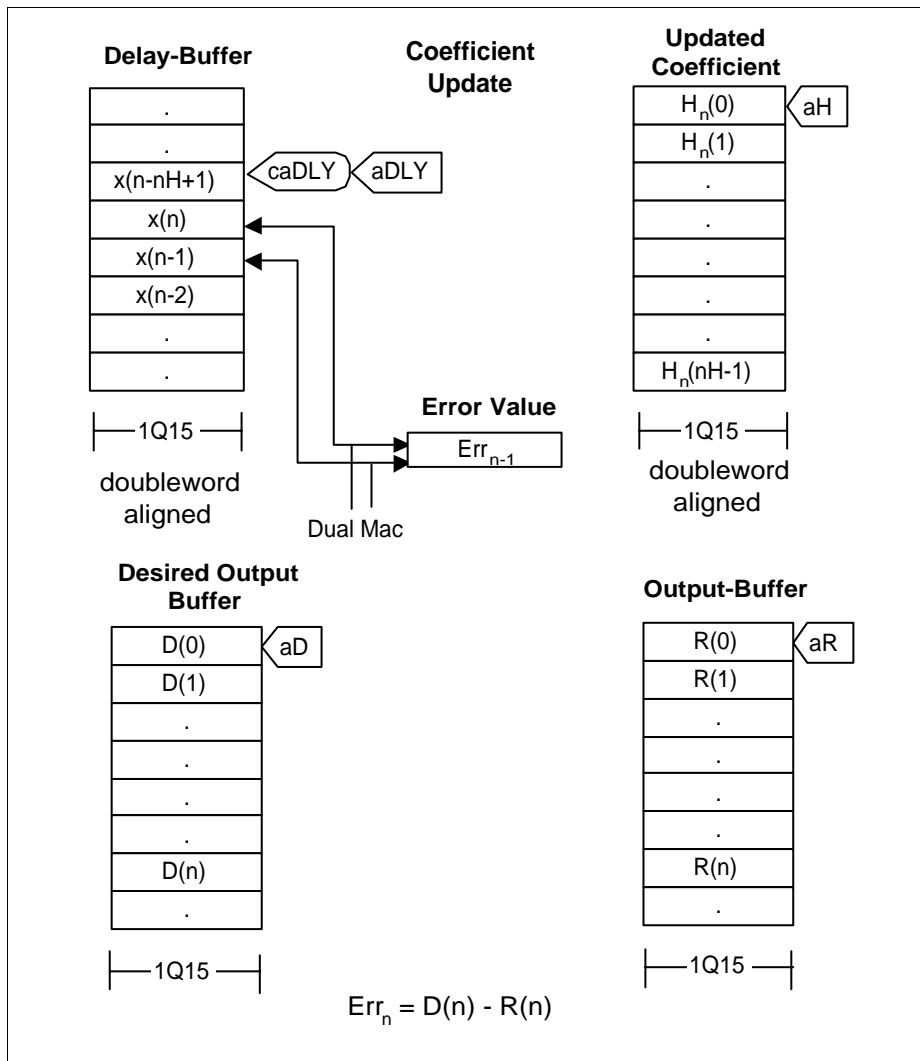 Delay-Buffer
.
.
x(n-nH+1)
x(n)
x(n-1)
x(n-2)
.
.
1Q15
doubleword
aligned
caDLY
aDLY
Coefficient
Update
Updated
Coefficient
Hn(0)
Hn(1)
.
.
.
.
.
Hn(nH-1)
aH
1Q15
doubleword
aligned
Error Value
Errn-1
Dual Mac
Desired Output
Buffer
D(0)
D(1)
.
.
.
.
D(n)
.
aD
1Q15
Output-Buffer
R(0)
R(1)
.
.
.
.
R(n)
.
aR
1Q15
Errn = D(n) - R(n)